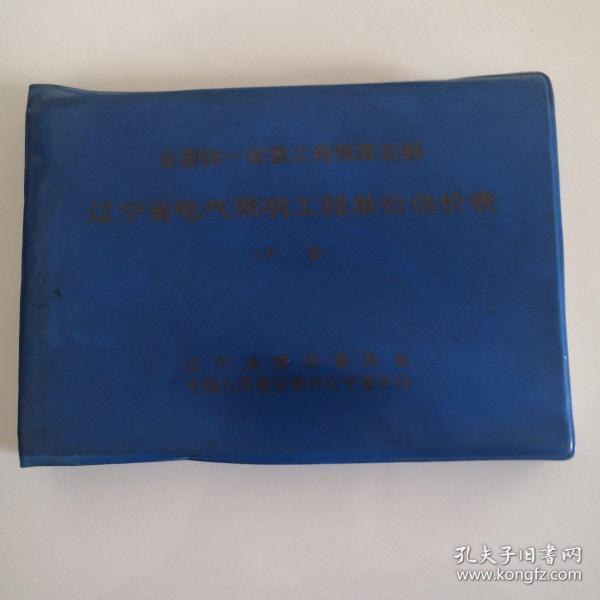 全国统一安装工程预算定额
辽宁省电气照明工程单位估价表
辽宁省建设委员会
中国人民建设银行辽宁省分行
孔夫子旧书网
www.kongfz.com